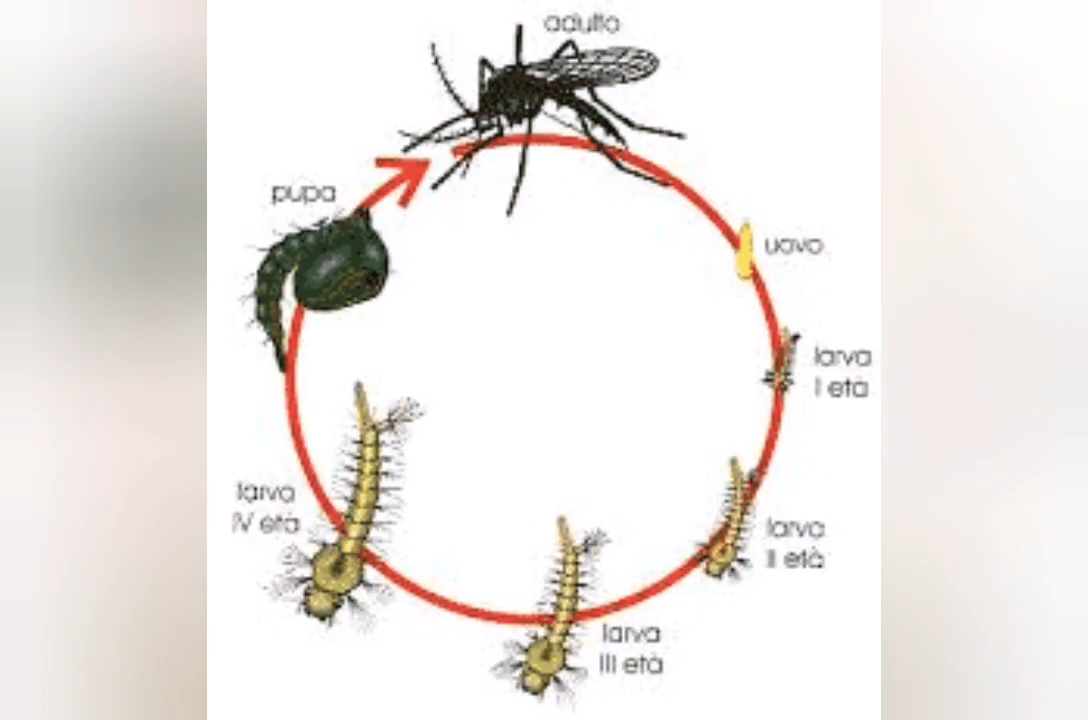 adulto
uovo
larva
I età
larva
II età
larva
III età
larva
IV età
pupa